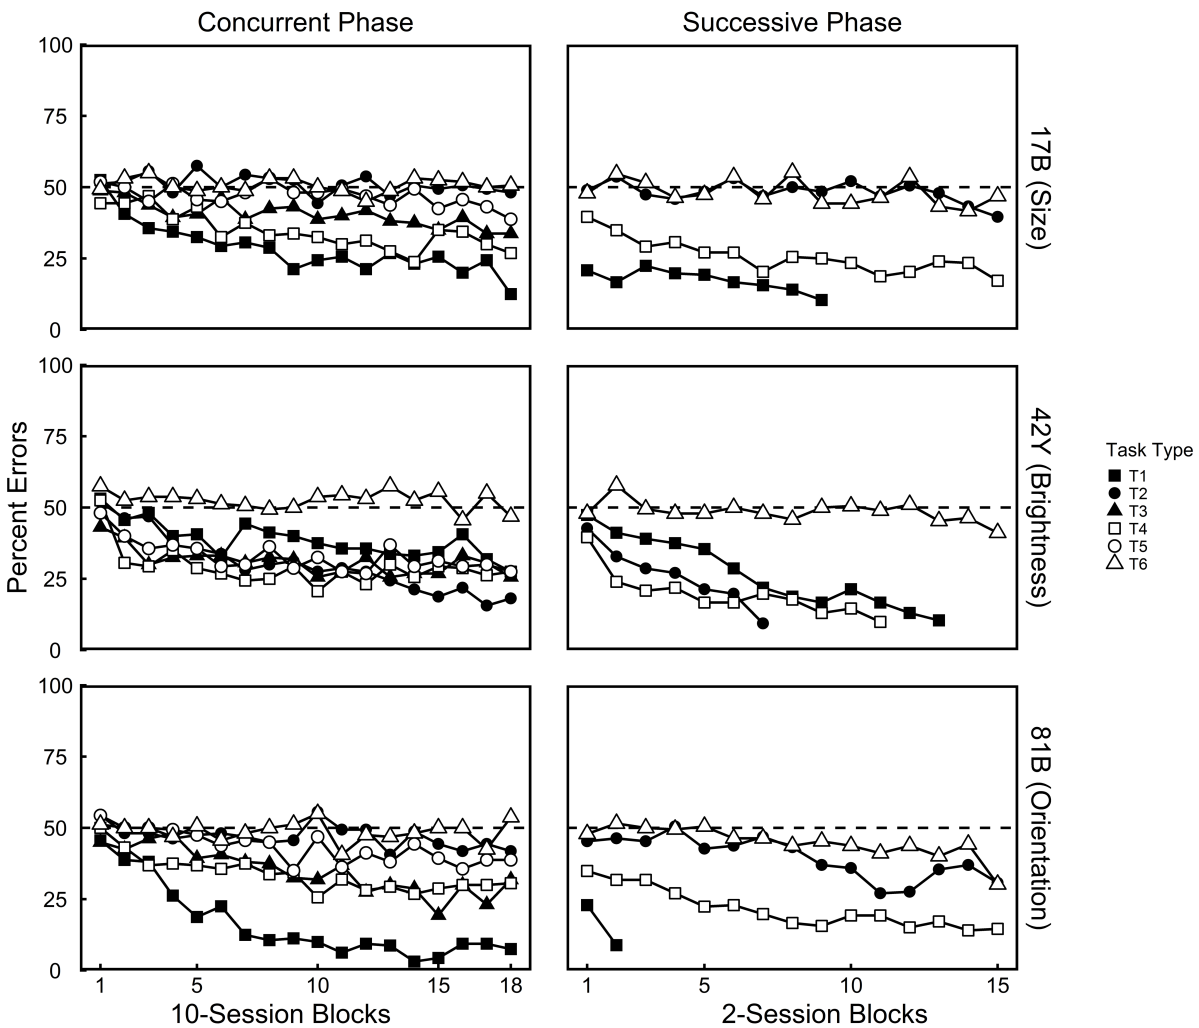 Concurrent Phase
Successive Phase
100
75
50
25
0
17B (Size)
100
75
50
25
0
42Y (Brightness)
100
75
50
25
0
81B (Orientation)
Percent Errors
1 5 10 15 18
1 5 10 15
10-Session Blocks
2-Session Blocks
Task Type
T1
T2
T3
T4
T5
T6